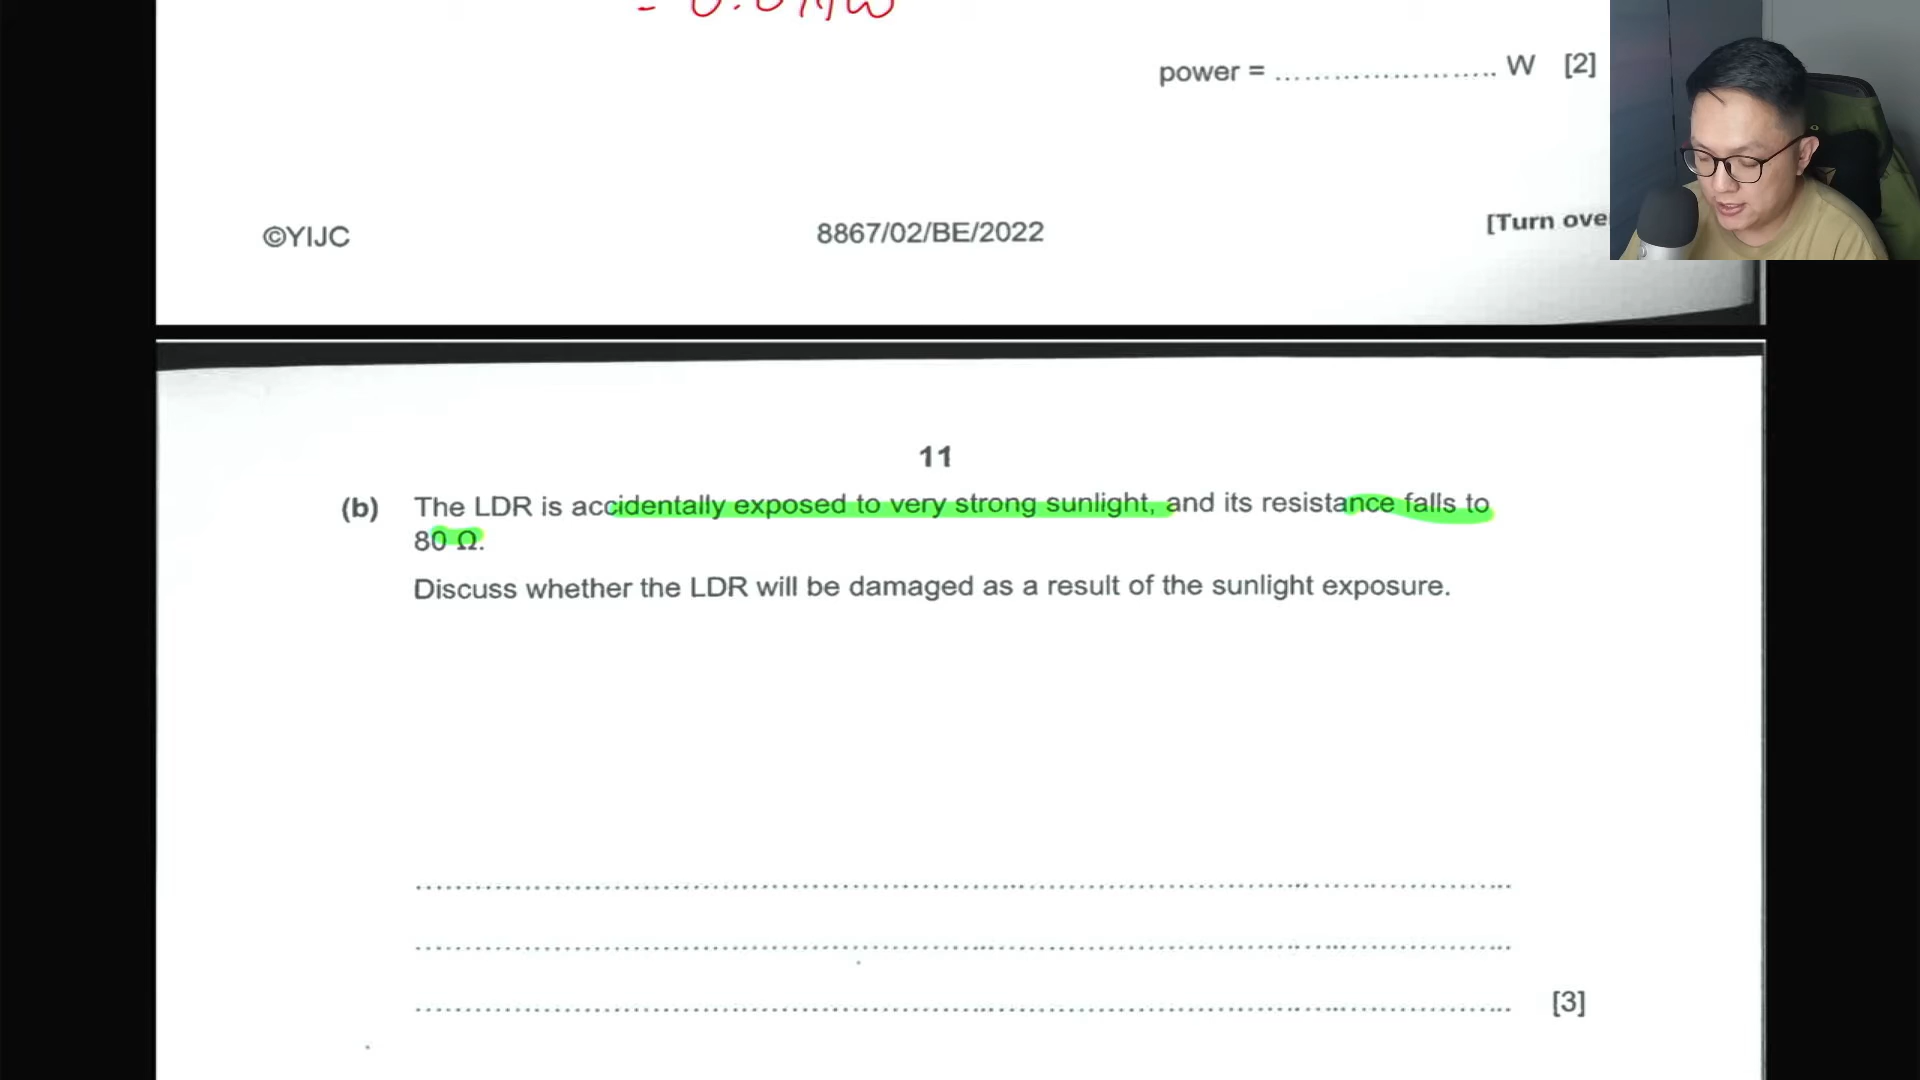 power = ........................ W [2]
©YIJC
8867/02/BE/2022
[Turn ove
11
(b) The LDR is accidentally exposed to very strong sunlight, and its resistance falls to
80 Ω.
Discuss whether the LDR will be damaged as a result of the sunlight exposure.
[3]